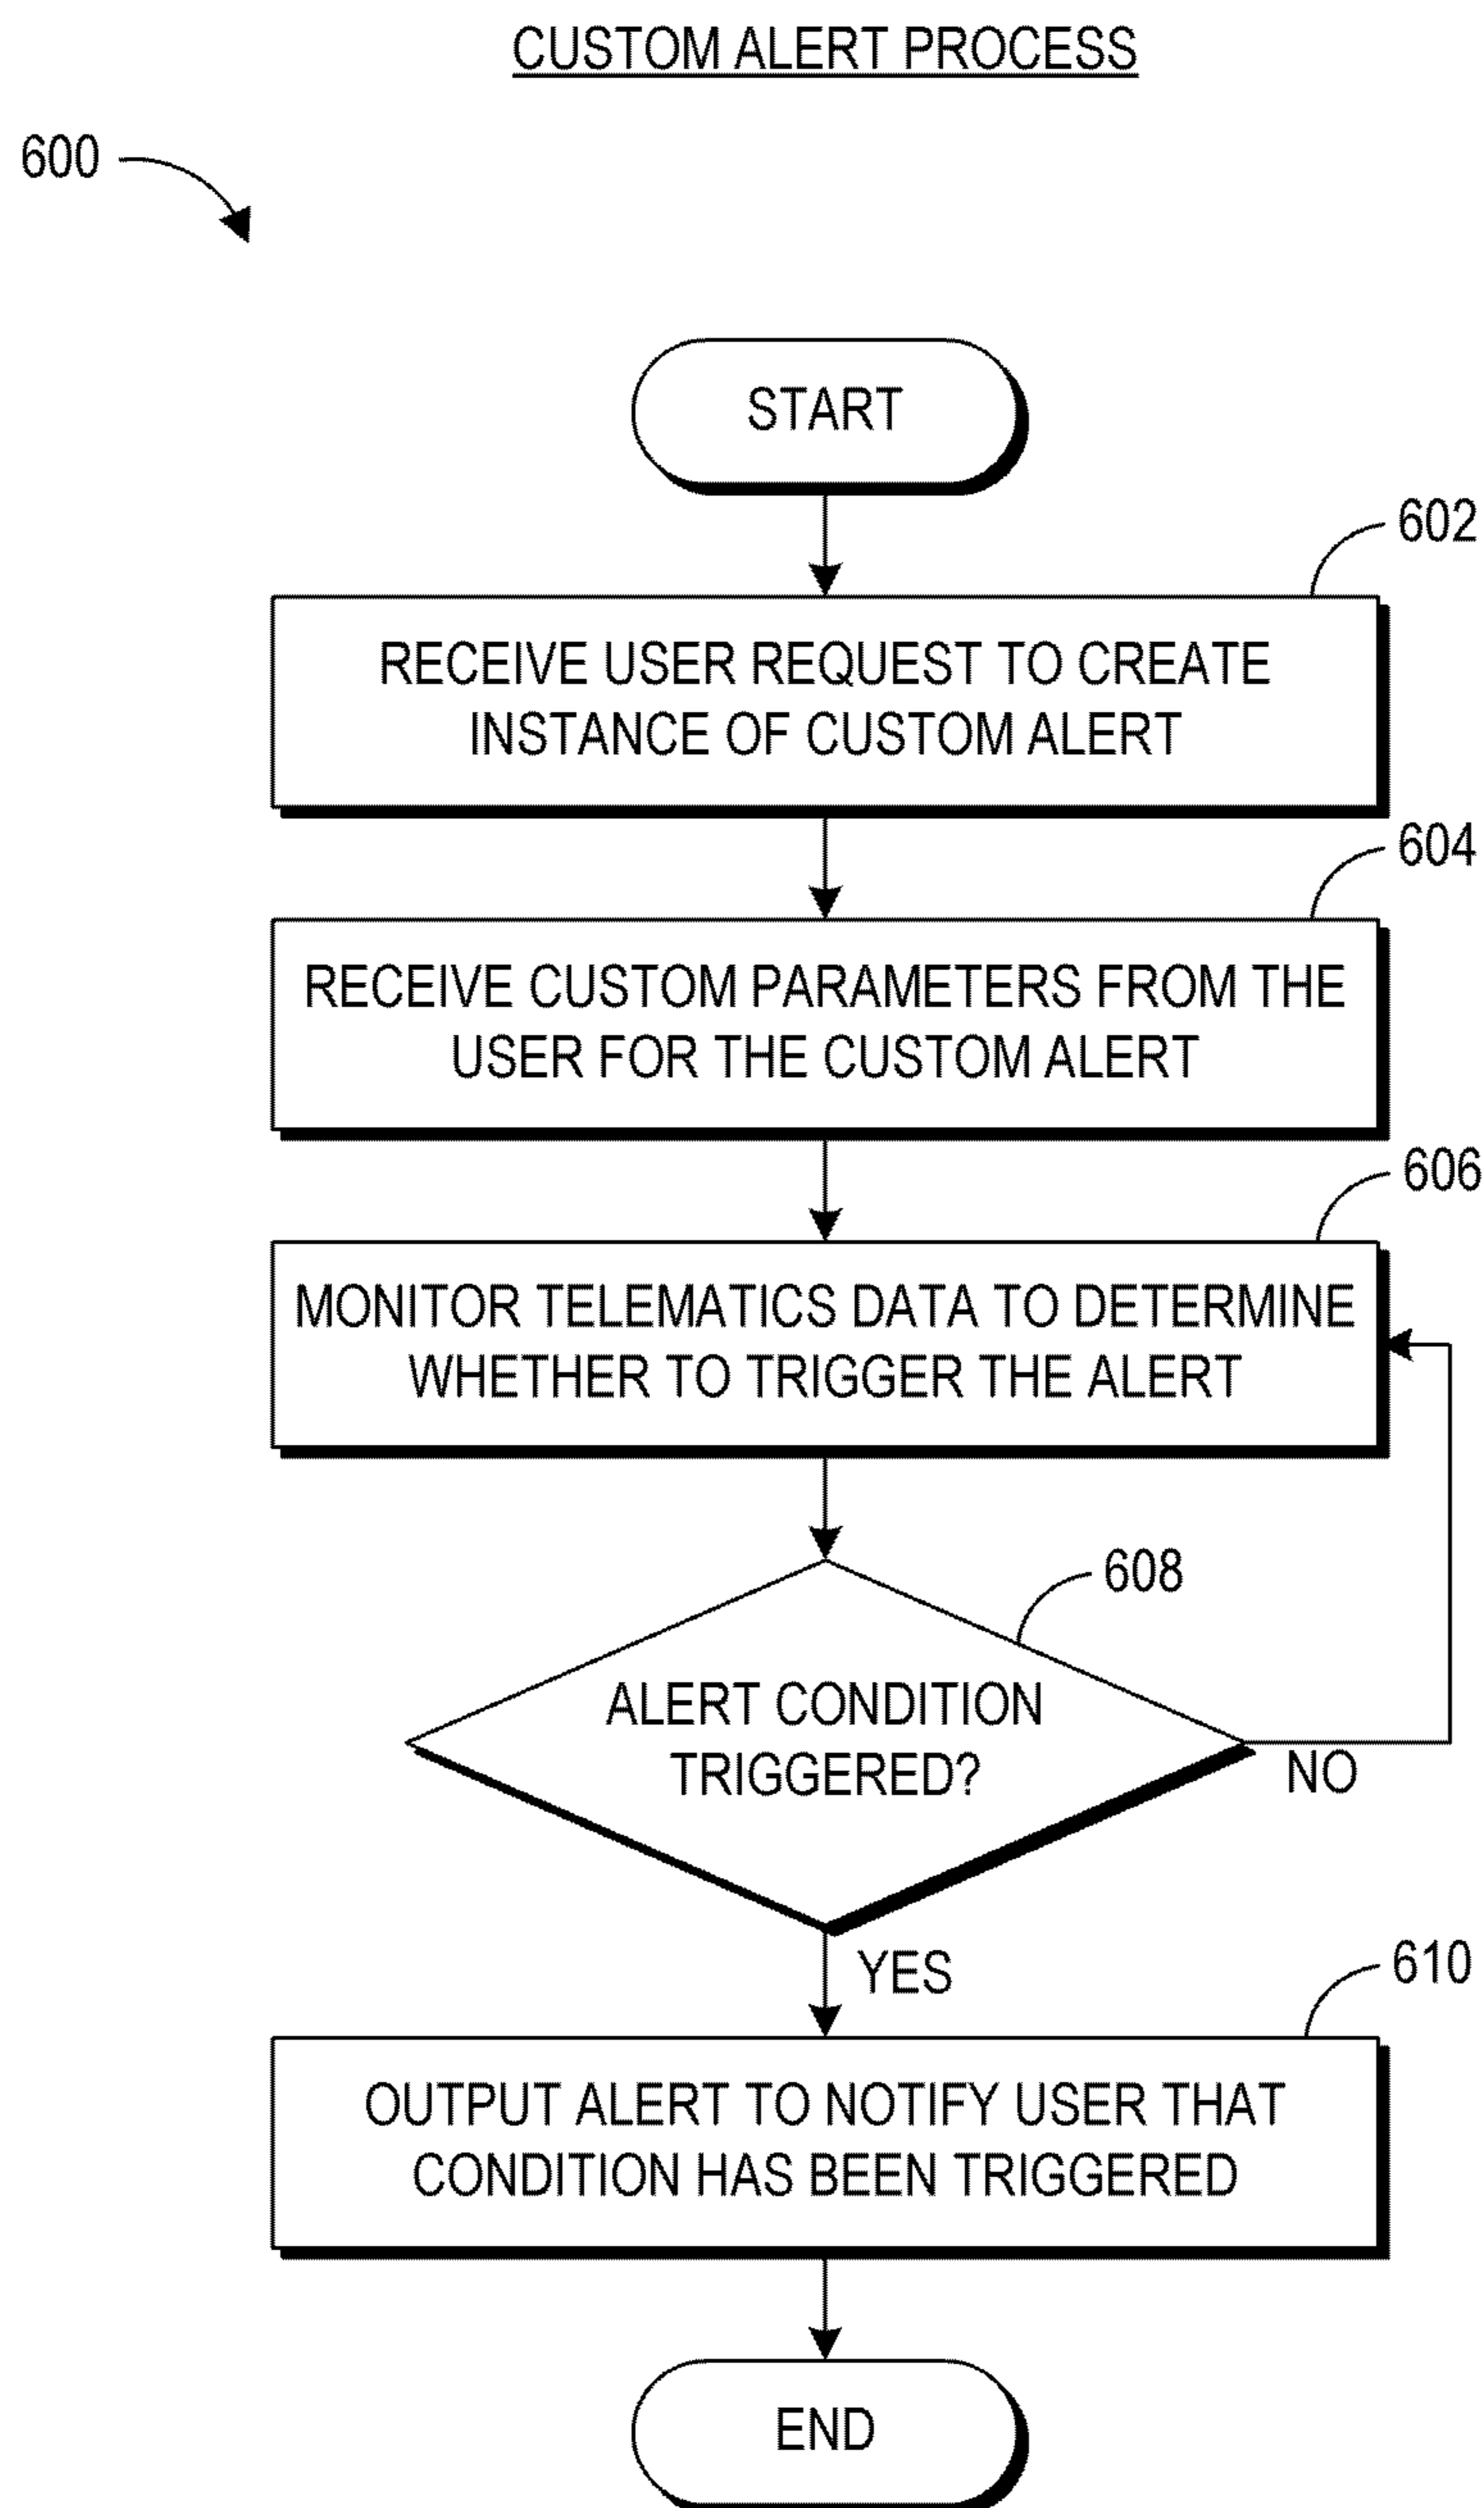 CUSTOM ALERT PROCESS
600
START
602
RECEIVE USER REQUEST TO CREATE
INSTANCE OF CUSTOM ALERT
604
RECEIVE CUSTOM PARAMETERS FROM THE
USER FOR THE CUSTOM ALERT
606
MONITOR TELEMATICS DATA TO DETERMINE
WHETHER TO TRIGGER THE ALERT
608
ALERT CONDITION
TRIGGERED?
NO
YES
610
OUTPUT ALERT TO NOTIFY USER THAT
CONDITION HAS BEEN TRIGGERED
END